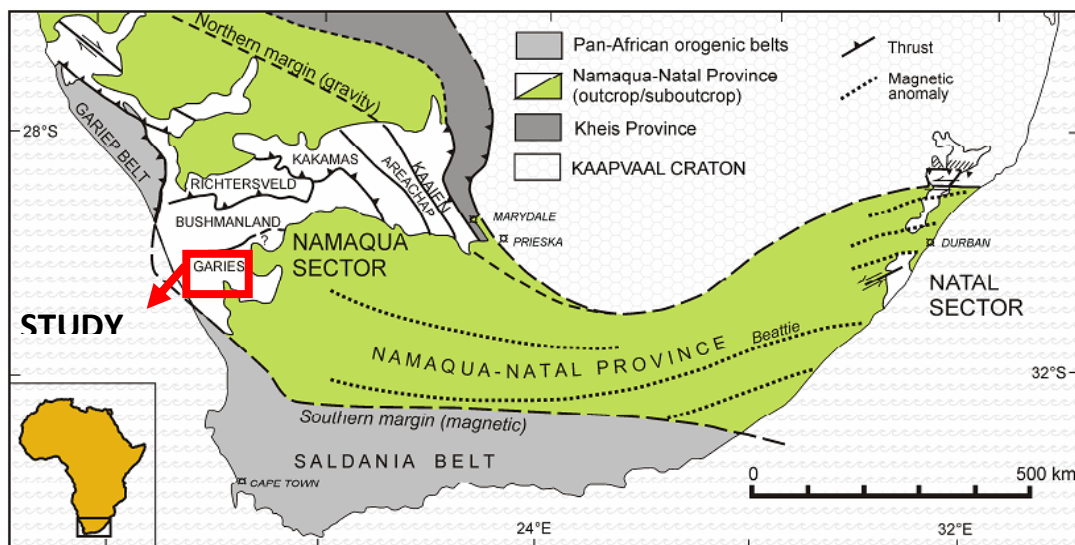 Northern margin (gravity)
Pan-African orogenic belts
Namaqua-Natal Province
(outcrop/suboutcrop)
Kheis Province
KAAPVAAL CRATON
Thrust
Magnetic
anomaly
28°S
GARIEP BELT
KAKAMAS
RICHTERSVELD
AREACHAP
KAAIEN
BUSHMANLAND
MARYDALE
PRIESKA
GARIES
NAMAQUA
SECTOR
DURBAN
NATAL
SECTOR
STUDY
Beattie
NAMAQUA-NATAL PROVINCE
32°S
Southern margin (magnetic)
SALDANIA BELT
CAPE TOWN
0
500 km
24°E
32°E